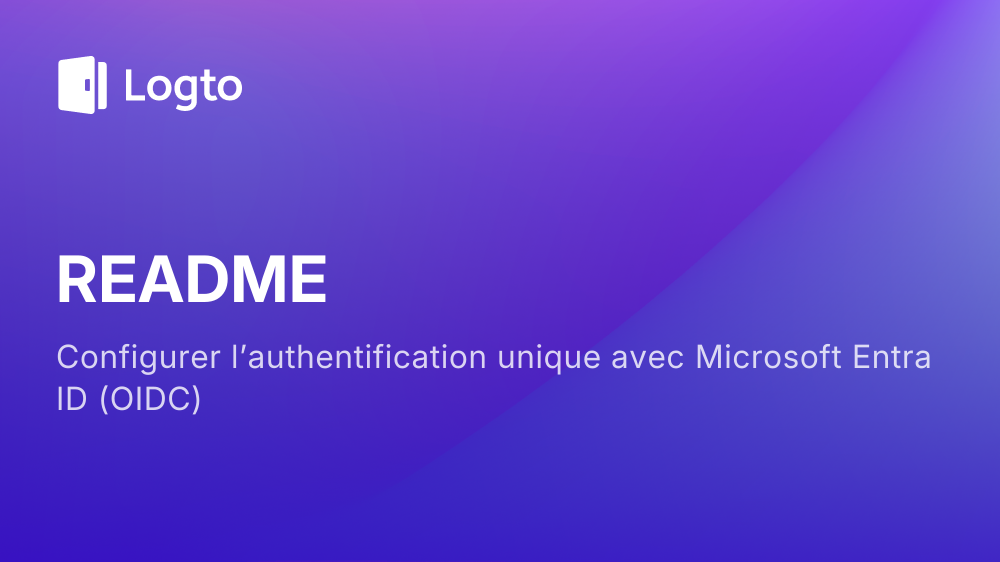 Logto
README
Configurer l’authentification unique avec Microsoft Entra
ID (OIDC)